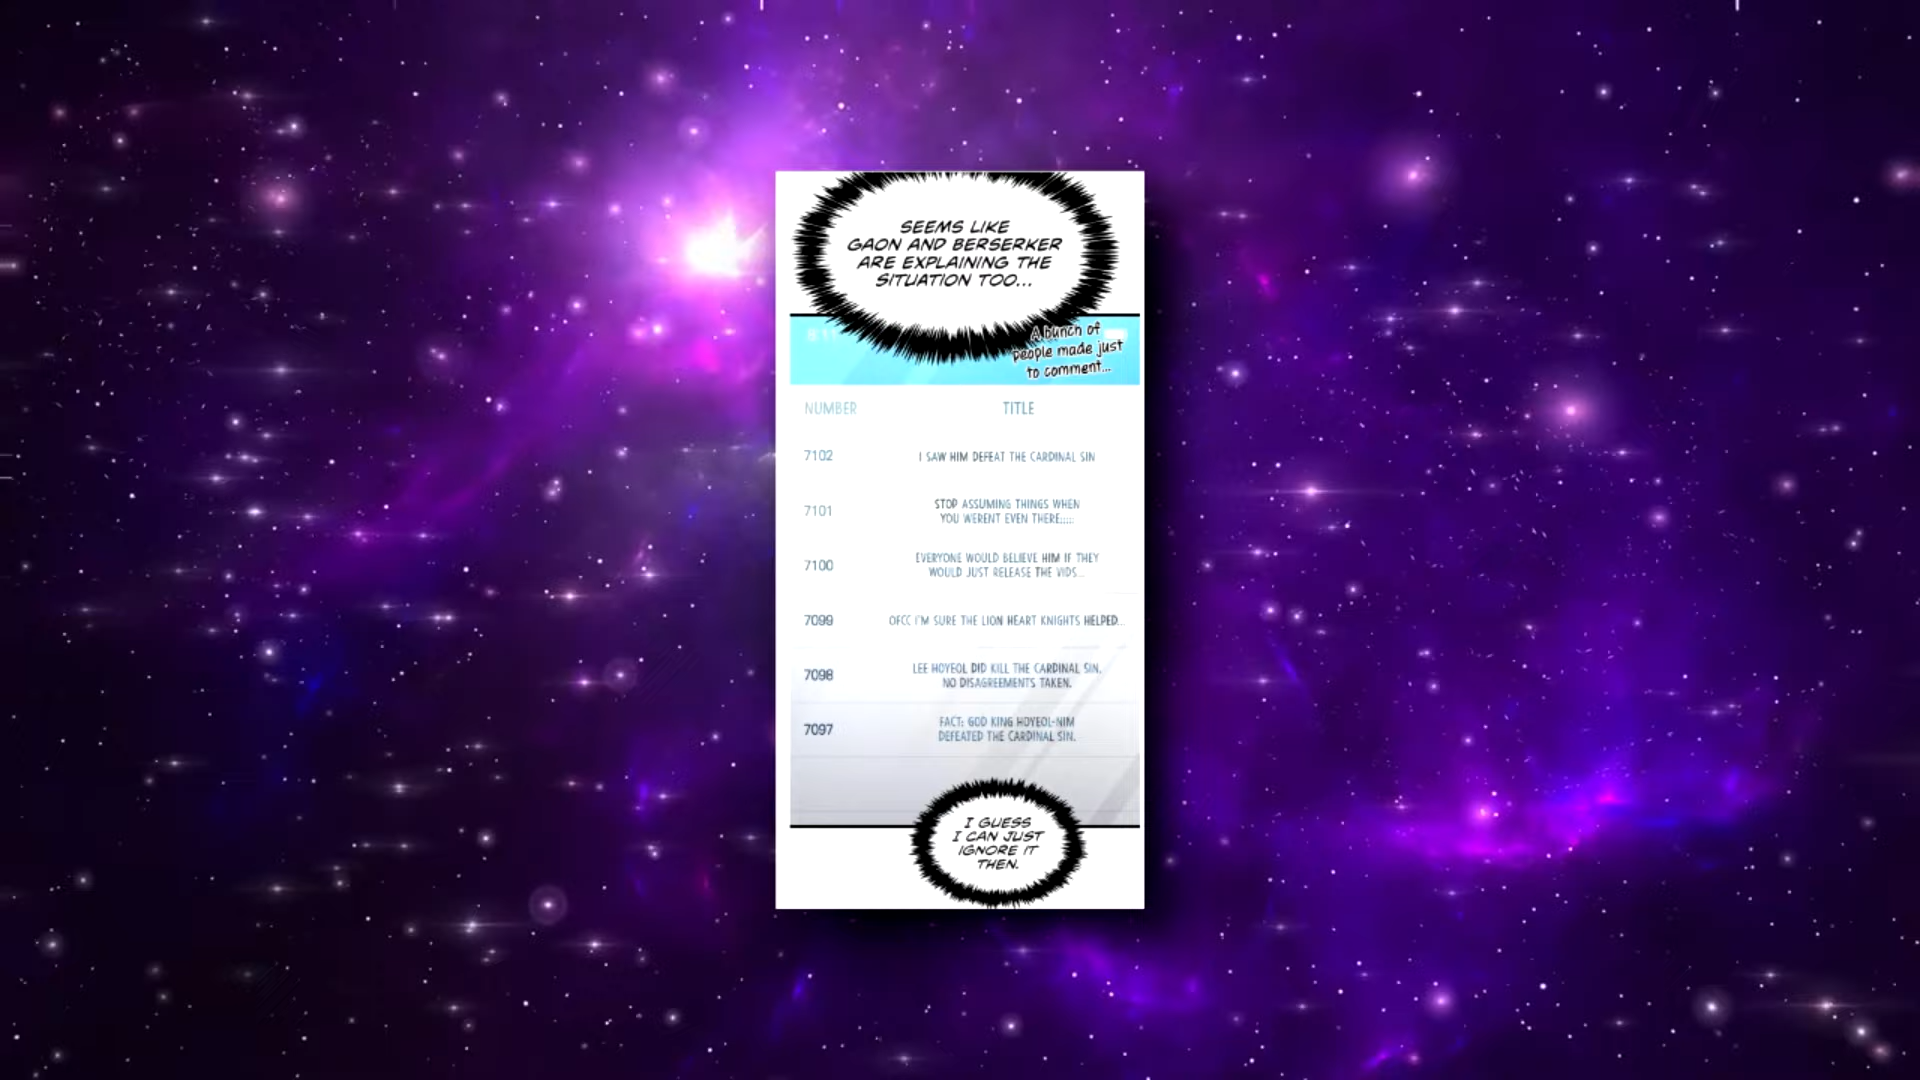 SEEMS LIKE
GAON AND BERSERKER
ARE EXPLAINING THE
SITUATION TOO...
A bunch of
people made just
to comment...
NUMBER TITLE
7102 I SAW HIM DEFEAT THE CARDINAL SIN
7101 STOP ASSUMING THINGS WHEN
YOU WERENT EVEN THERE;;;;;
7100 EVERYONE WOULD BELIEVE HIM IF THEY
WOULD JUST RELEASE THE VIDS...
7099 OFCC I'M SURE THE LION HEART KNIGHTS HELPED...
7098 LEE HOYEOL DID KILL THE CARDINAL SIN.
NO DISAGREEMENTS TAKEN.
7097 FACT: GOD KING HOYEOL-NIM
DEFEATED THE CARDINAL SIN.
I GUESS
I CAN JUST
IGNORE IT
THEN.